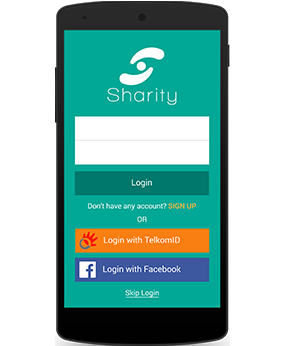 Sharity
Login
Don't have any account? SIGN UP
OR
Login with TelkomID
f Login with Facebook
Skip Login